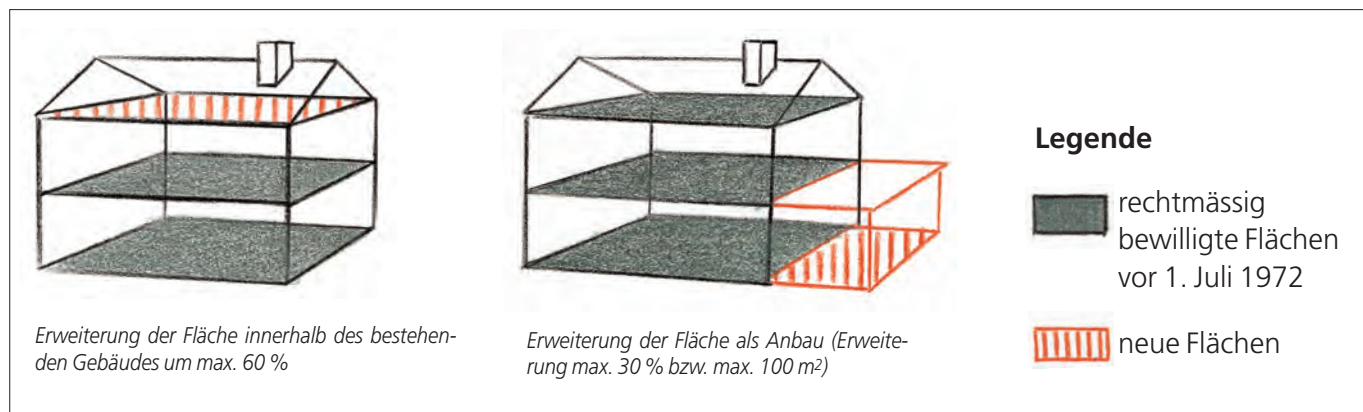 Erweiterung der Fläche innerhalb des bestehen-
den Gebäudes um max. 60 %
Erweiterung der Fläche als Anbau (Erweite-
rung max. 30 % bzw. max. 100 m²)
Legende
rechtmässig
bewilligte Flächen
vor 1. Juli 1972
neue Flächen